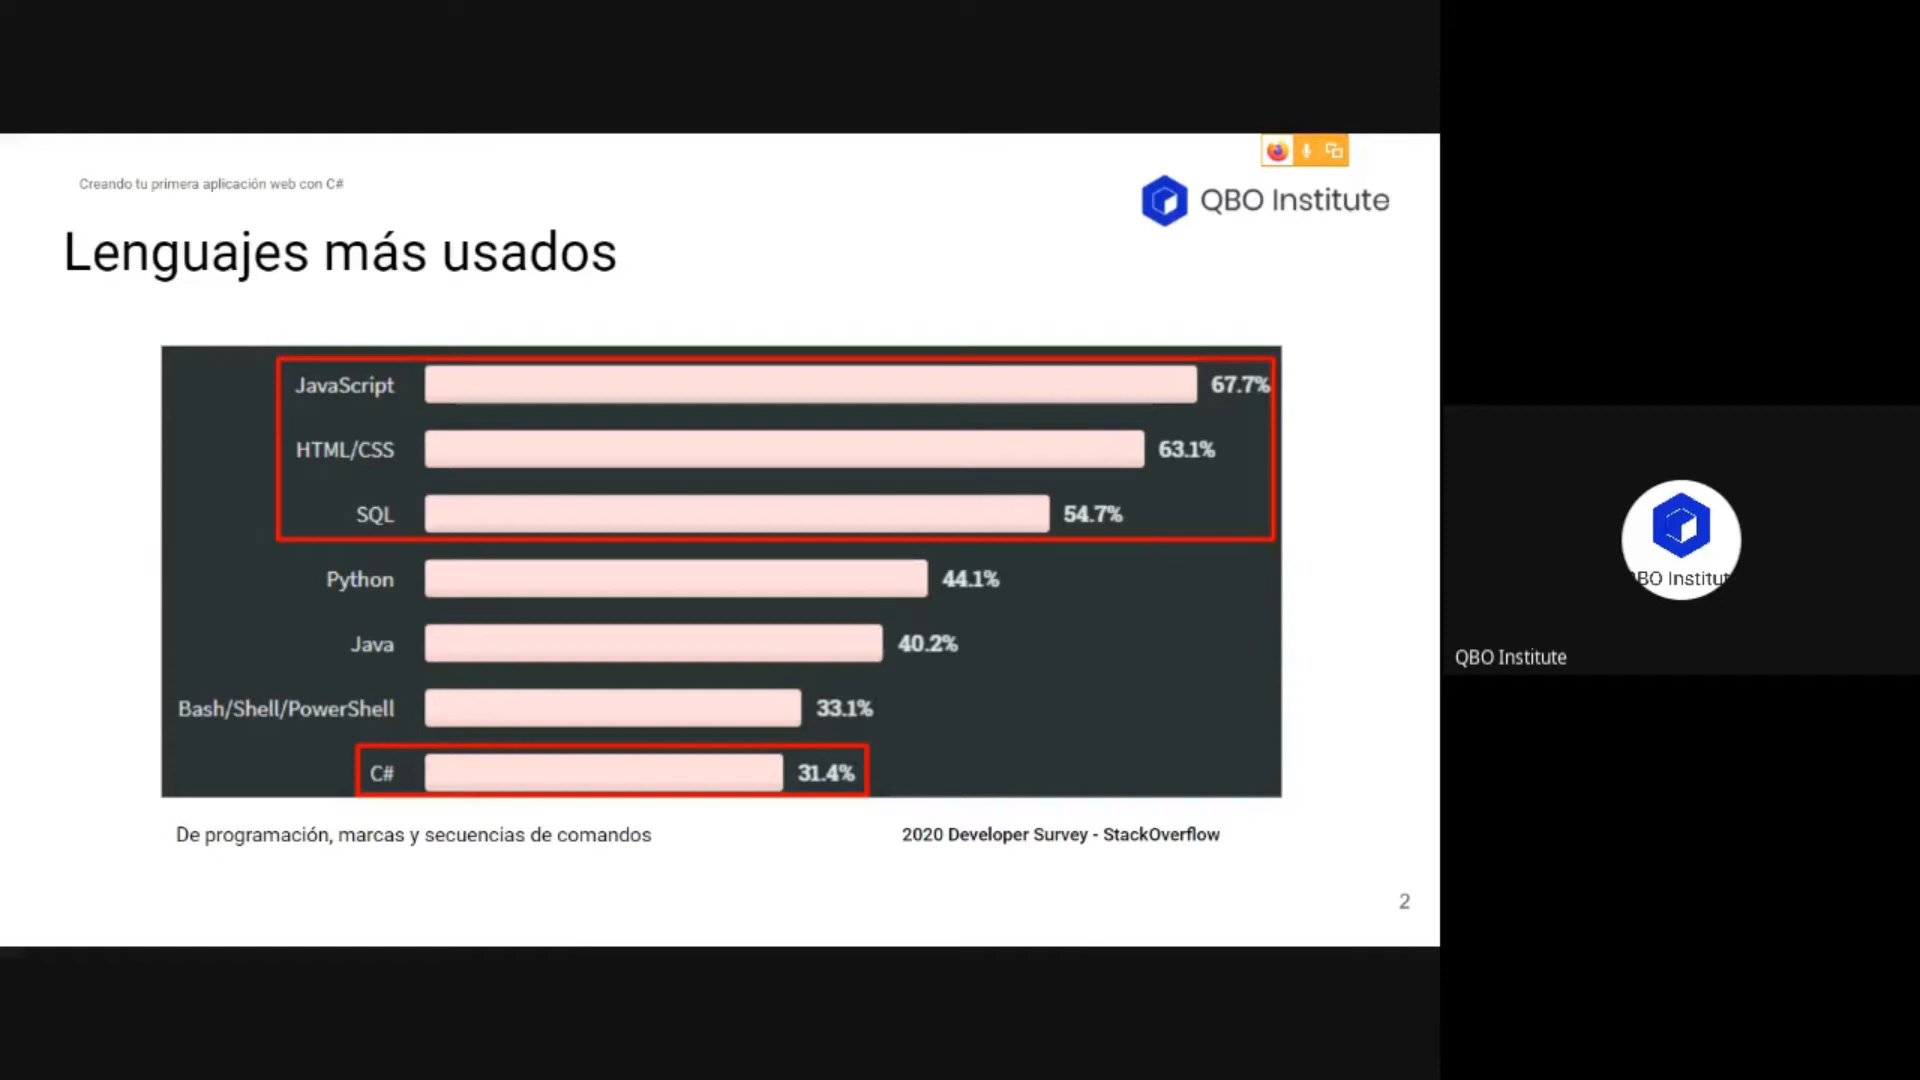 Creando tu primera aplicación web con C#
QBO Institute
Lenguajes más usados
JavaScript 67.7%
HTML/CSS 63.1%
SQL 54.7%
Python 44.1%
Java 40.2%
Bash/Shell/PowerShell 33.1%
C# 31.4%
De programación, marcas y secuencias de comandos
2020 Developer Survey - StackOverflow
2
BO Institut
QBO Institute